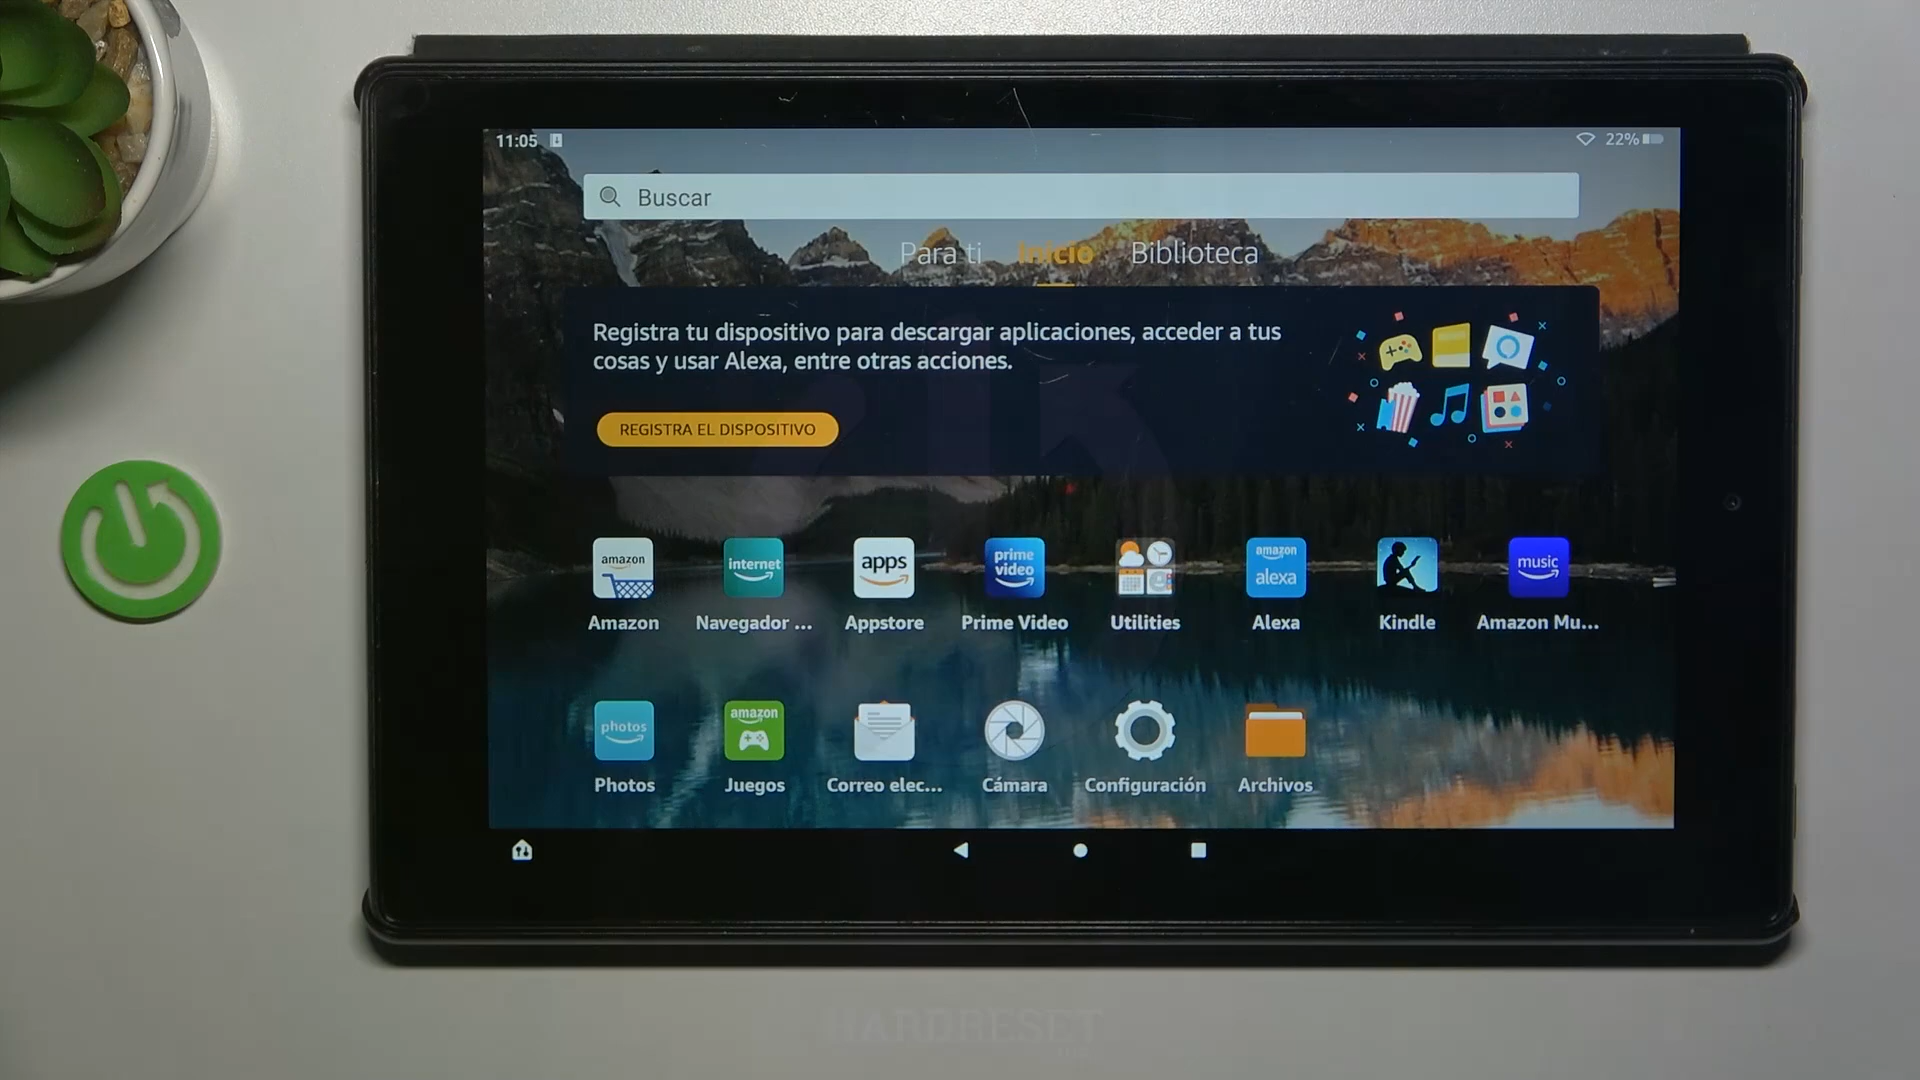 11:05
22%
Buscar
Para ti
Inicio
Biblioteca
Registra tu dispositivo para descargar aplicaciones, acceder a tus
cosas y usar Alexa, entre otras acciones.
REGISTRA EL DISPOSITIVO
amazon
internet
apps
prime
video
amazon
alexa
music
Amazon
Navegador ...
Appstore
Prime Video
Utilities
Alexa
Kindle
Amazon Mu...
photos
amazon
Photos
Juegos
Correo elec...
Cámara
Configuración
Archivos
HARDRESET